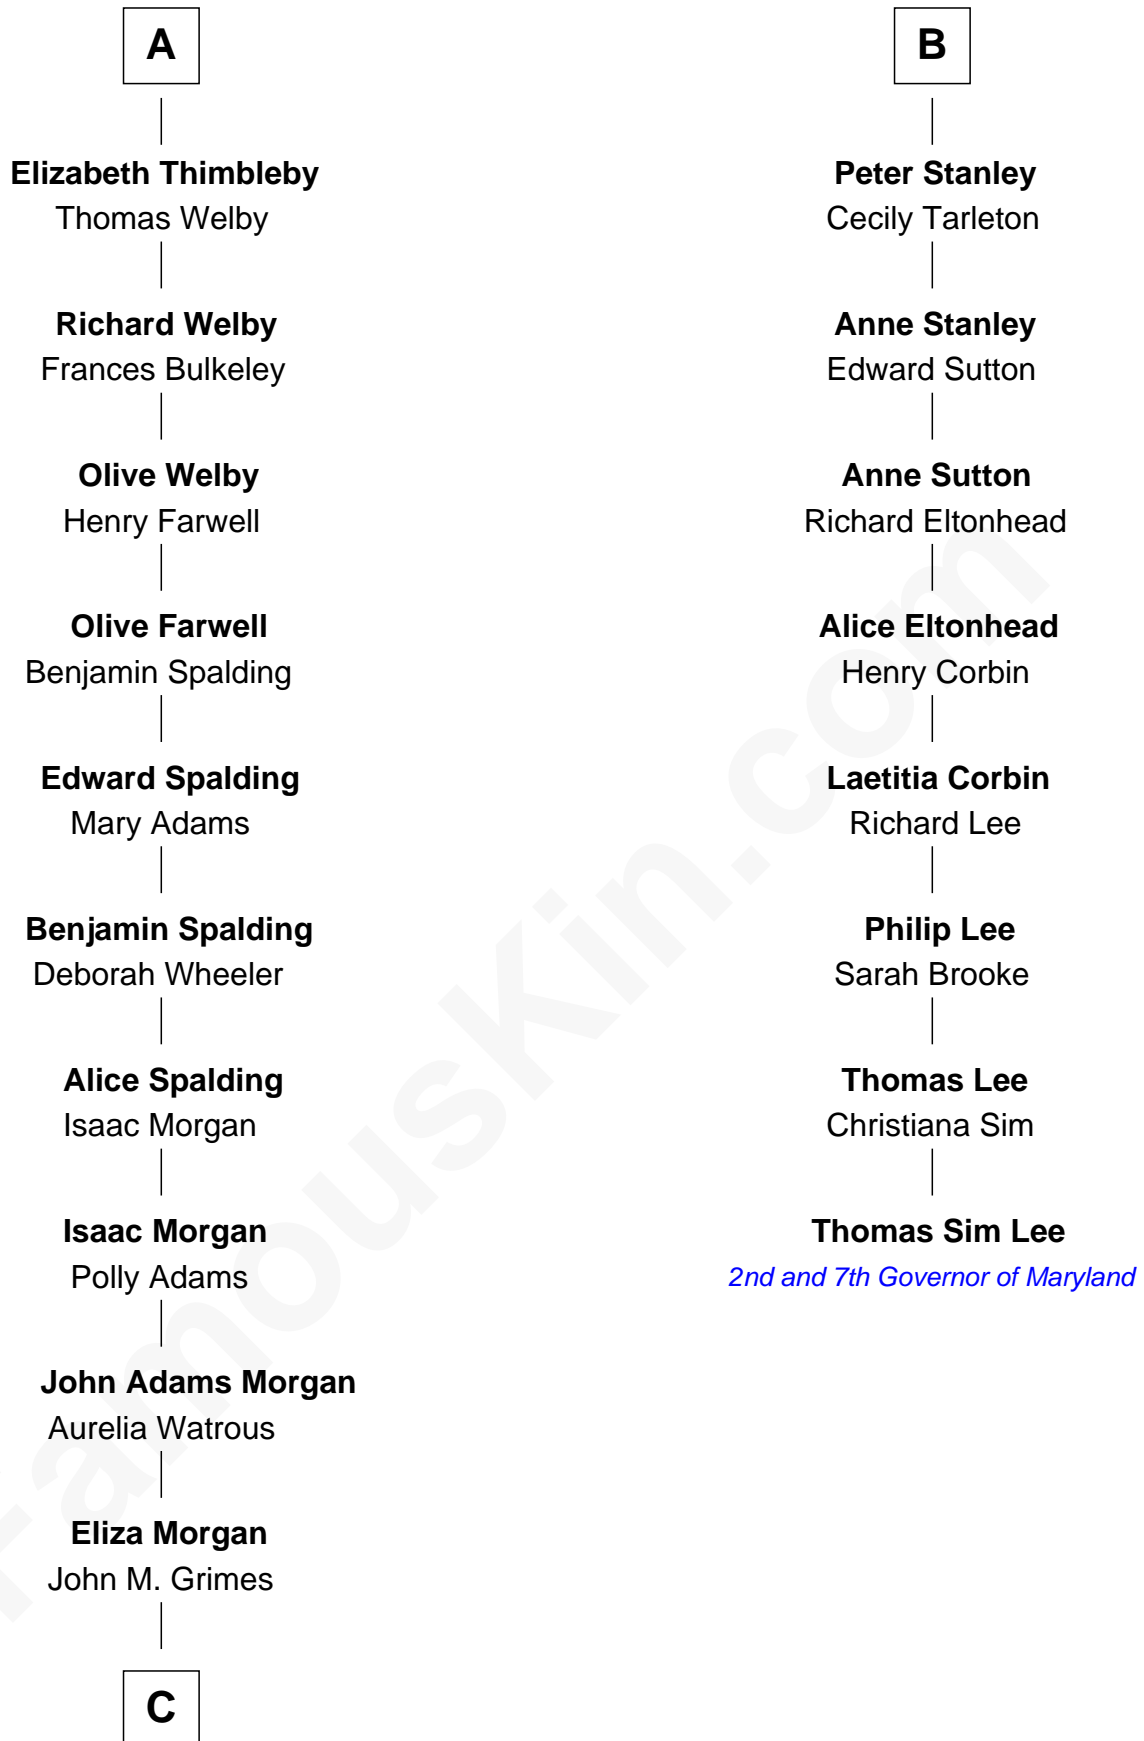 A
Elizabeth Thimbleby
Thomas Welby
Richard Welby
Frances Bulkeley
Olive Welby
Henry Farwell
Olive Farwell
Benjamin Spalding
Edward Spalding
Mary Adams
Benjamin Spalding
Deborah Wheeler
Alice Spalding
Isaac Morgan
Isaac Morgan
Polly Adams
John Adams Morgan
Aurelia Watrous
Eliza Morgan
John M. Grimes
C
B
Peter Stanley
Cecily Tarleton
Anne Stanley
Edward Sutton
Anne Sutton
Richard Eltonhead
Alice Eltonhead
Henry Corbin
Laetitia Corbin
Richard Lee
Philip Lee
Sarah Brooke
Thomas Lee
Christiana Sim
Thomas Sim Lee
2nd and 7th Governor of Maryland
FamousKin.com